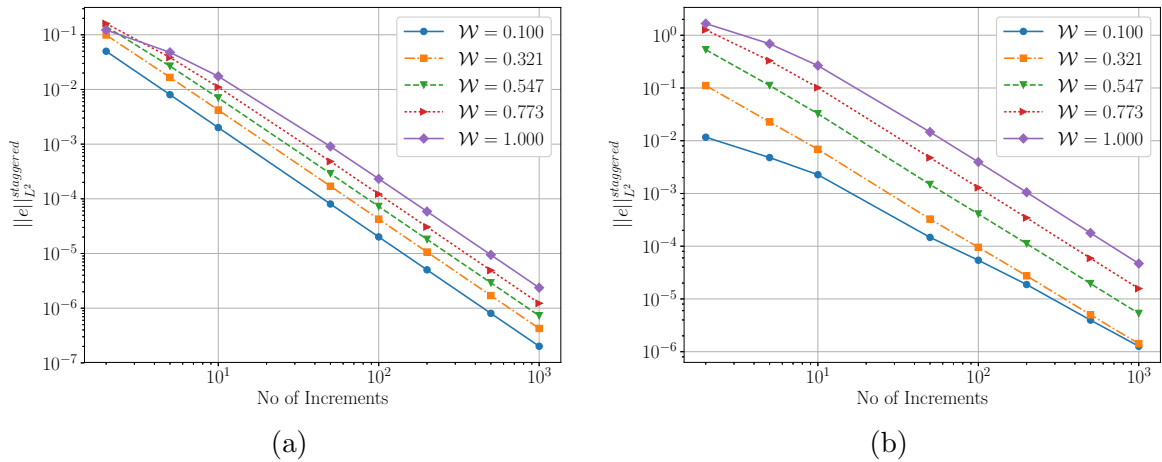 10^{-1}
10^{-2}
10^{-3}
10^{-4}
10^{-5}
10^{-6}
10^{-7}
||e||_{L^2}^{staggered}
10^1
10^2
10^3
No of Increments
W = 0.100
W = 0.321
W = 0.547
W = 0.773
W = 1.000
(a)
10^0
10^{-1}
10^{-2}
10^{-3}
10^{-4}
10^{-5}
10^{-6}
||e||_{L^2}^{staggered}
10^1
10^2
10^3
No of Increments
W = 0.100
W = 0.321
W = 0.547
W = 0.773
W = 1.000
(b)